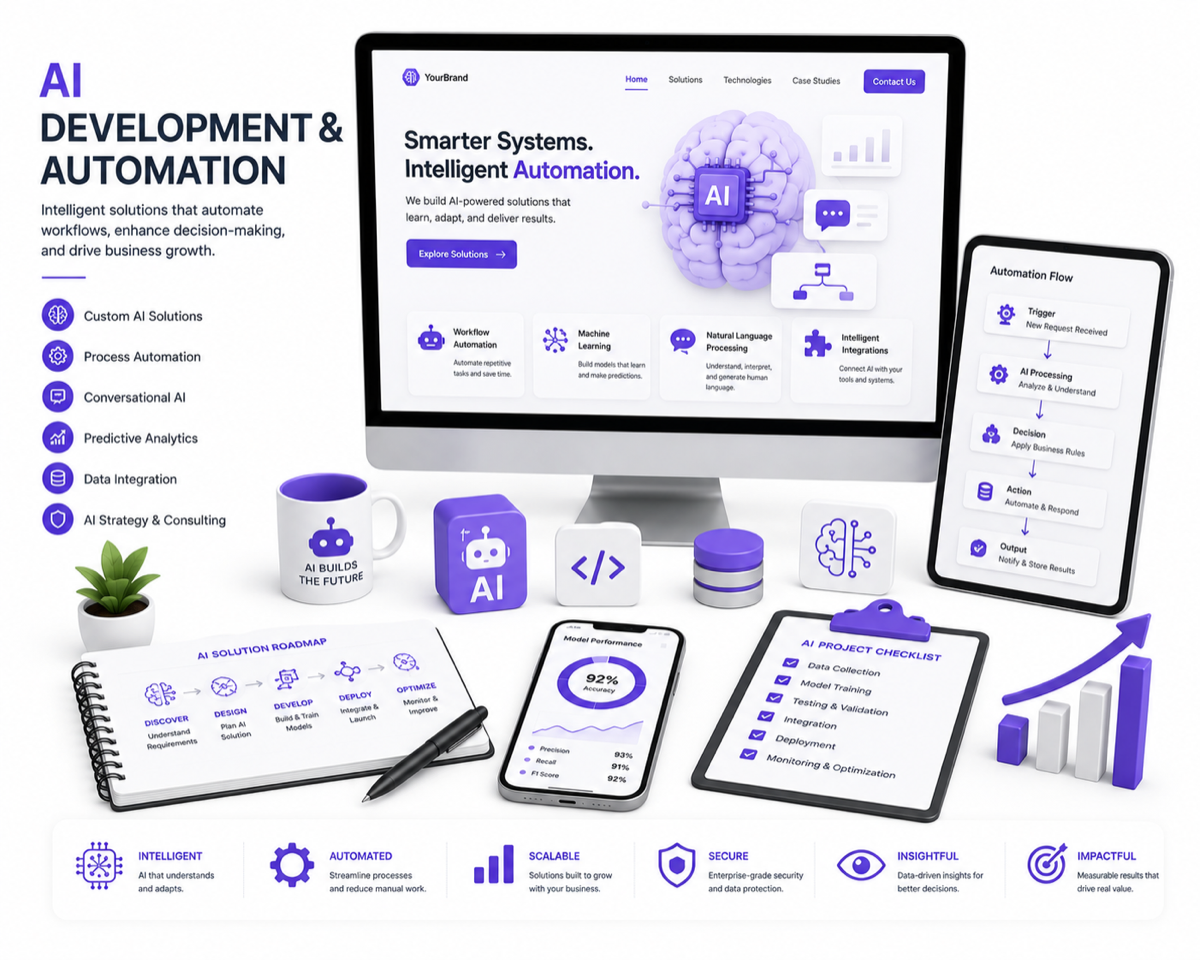 AI
DEVELOPMENT &
AUTOMATION
Intelligent solutions that automate
workflows, enhance decision-making,
and drive business growth.
Custom AI Solutions
Process Automation
Conversational AI
Predictive Analytics
Data Integration
AI Strategy & Consulting
YourBrand
Home
Solutions
Technologies
Case Studies
Contact Us
Smarter Systems.
Intelligent Automation.
We build AI-powered solutions that
learn, adapt, and deliver results.
Explore Solutions
AI
Workflow
Automation
Automate repetitive
tasks and save time.
Machine
Learning
Build models that learn
and make predictions.
Natural Language
Processing
Understand, interpret,
and generate human
language.
Intelligent
Integrations
Connect AI with your
tools and systems.
Automation Flow
Trigger
New Request Received
AI Processing
Analyze & Understand
Decision
Apply Business Rules
Action
Automate & Respond
Output
Notify & Store Results
AI BUILDS
THE FUTURE
AI
</>
AI SOLUTION ROADMAP
DISCOVER
Understand
Requirements
DESIGN
Plan AI
Solution
DEVELOP
Build & Train
Models
DEPLOY
Integrate &
Launch
OPTIMIZE
Monitor &
Improve
Model Performance
92%
Accuracy
Precision 93%
Recall 91%
F1 Score 92%
AI PROJECT CHECKLIST
Data Collection
Model Training
Testing & Validation
Integration
Deployment
Monitoring & Optimization
INTELLIGENT
AI that understands
and adapts.
AUTOMATED
Streamline processes
and reduce manual work.
SCALABLE
Solutions built to grow
with your business.
SECURE
Enterprise-grade security
and data protection.
INSIGHTFUL
Data-driven insights for
better decisions.
IMPACTFUL
Measurable results that
drive real value.